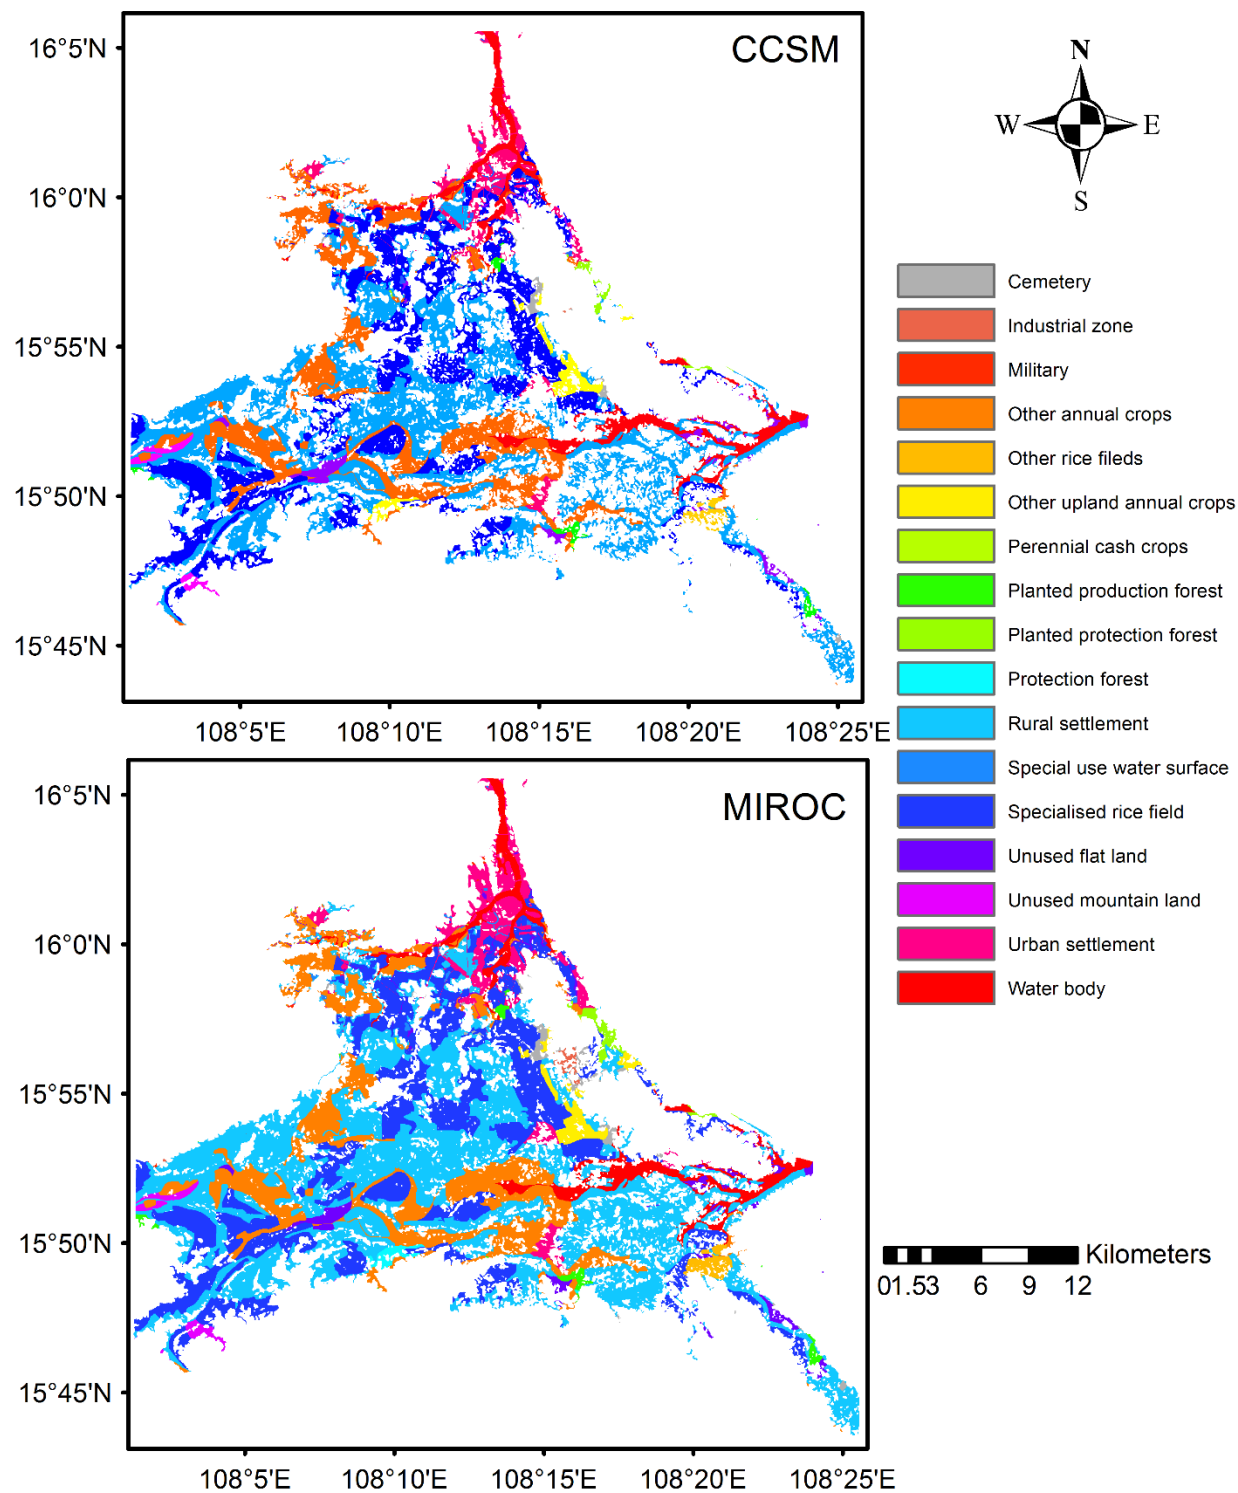 CCSM
16°5'N
16°0'N
15°55'N
15°50'N
15°45'N
108°5'E 108°10'E 108°15'E 108°20'E 108°25'E
MIROC
16°5'N
16°0'N
15°55'N
15°50'N
15°45'N
108°5'E 108°10'E 108°15'E 108°20'E 108°25'E
N
W E
S
Cemetery
Industrial zone
Military
Other annual crops
Other rice fileds
Other upland annual crops
Perennial cash crops
Planted production forest
Planted protection forest
Protection forest
Rural settlement
Special use water surface
Specialised rice field
Unused flat land
Unused mountain land
Urban settlement
Water body
Kilometers
01.53 6 9 12